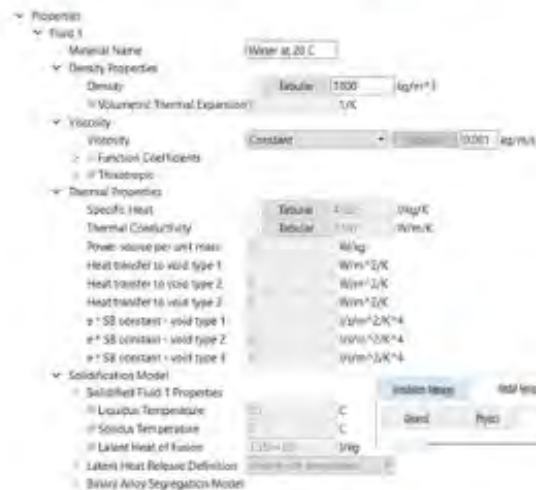 Properties
Fluid 1
Material Name Water at 20 C
Density Properties
Density Tabular 1000 kg/m^3
Volumetric Thermal Expansion 1/K
Viscosity
Viscosity Constant 0.001 kg/m/s
Function Coefficients
Thixotropic
Thermal Properties
Specific Heat Tabular J/kg/K
Thermal Conductivity Tabular W/m/K
Power source per unit mass W/kg
Heat transfer to void type 1 W/m^2/K
Heat transfer to void type 2 W/m^2/K
Heat transfer to void type 3 W/m^2/K
e * SB constant - void type 1 J/s/m^2/K^4
e * SB constant - void type 2 J/s/m^2/K^4
e * SB constant - void type 3 J/s/m^2/K^4
Solidification Model
Solidified Fluid 1 Properties
Liquidus Temperature C
Solidus Temperature C
Latent Heat of Fusion J/kg
Latent Heat Release Definition
Binary Alloy Segregation Model